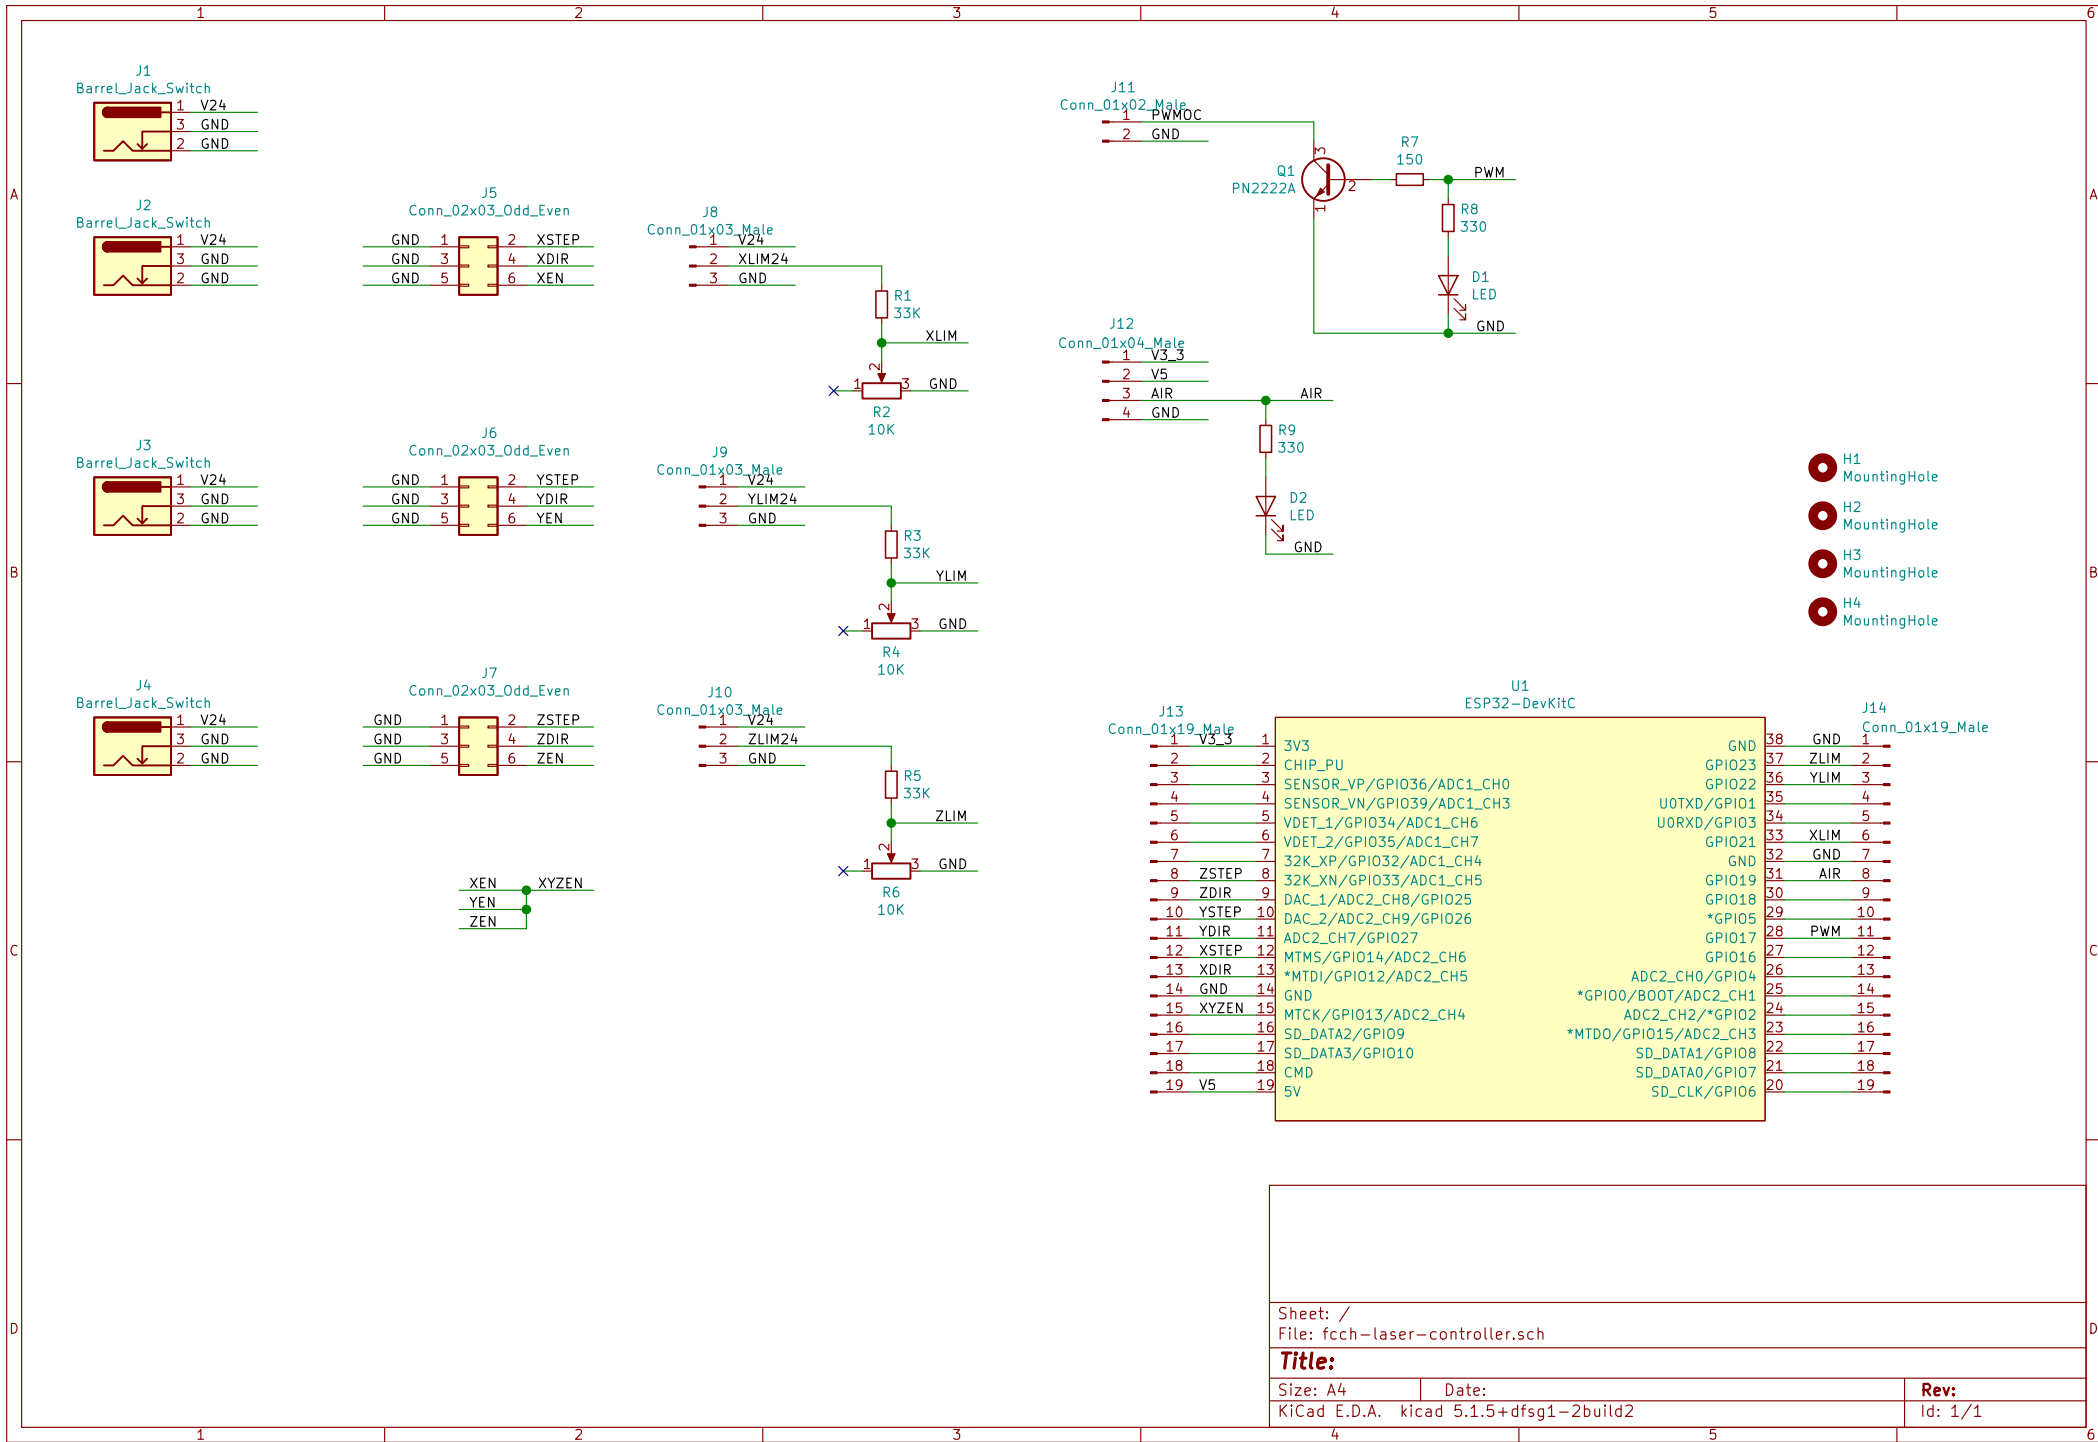 1 2 3 4 5 6
A
B
C
D
J1
Barrel_Jack_Switch
1 V24
3 GND
2 GND
J2
Barrel_Jack_Switch
1 V24
3 GND
2 GND
J3
Barrel_Jack_Switch
1 V24
3 GND
2 GND
J4
Barrel_Jack_Switch
1 V24
3 GND
2 GND
J5
Conn_02x03_Odd_Even
GND 1 2 XSTEP
GND 3 4 XDIR
GND 5 6 XEN
J6
Conn_02x03_Odd_Even
GND 1 2 YSTEP
GND 3 4 YDIR
GND 5 6 YEN
J7
Conn_02x03_Odd_Even
GND 1 2 ZSTEP
GND 3 4 ZDIR
GND 5 6 ZEN
XEN XYZEN
YEN
ZEN
J8
Conn_01x03_Male
1 V24
2 XLIM24
3 GND
R1
33K
XLIM
2
1 3 GND
R2
10K
J9
Conn_01x03_Male
1 V24
2 YLIM24
3 GND
R3
33K
YLIM
2
1 3 GND
R4
10K
J10
Conn_01x03_Male
1 V24
2 ZLIM24
3 GND
R5
33K
ZLIM
2
1 3 GND
R6
10K
J11
Conn_01x02_Male
1 PWMOC
2 GND
3
Q1
PN2222A
2
1
R7
150
PWM
R8
330
D1
LED
GND
J12
Conn_01x04_Male
1 V3_3
2 V5
3 AIR AIR
4 GND
R9
330
D2
LED
GND
H1
MountingHole
H2
MountingHole
H3
MountingHole
H4
MountingHole
U1
ESP32-DevKitC
J13
Conn_01x19_Male
J14
Conn_01x19_Male
1 V3_3 1 3V3 GND 38 GND 1
2 2 CHIP_PU GPIO23 37 ZLIM 2
3 3 SENSOR_VP/GPIO36/ADC1_CH0 GPIO22 36 YLIM 3
4 4 SENSOR_VN/GPIO39/ADC1_CH3 U0TXD/GPIO1 35 4
5 5 VDET_1/GPIO34/ADC1_CH6 U0RXD/GPIO3 34 5
6 6 VDET_2/GPIO35/ADC1_CH7 GPIO21 33 XLIM 6
7 7 32K_XP/GPIO32/ADC1_CH4 GND 32 GND 7
8 ZSTEP 8 32K_XN/GPIO33/ADC1_CH5 GPIO19 31 AIR 8
9 ZDIR 9 DAC_1/ADC2_CH8/GPIO25 GPIO18 30 9
10 YSTEP 10 DAC_2/ADC2_CH9/GPIO26 *GPIO5 29 10
11 YDIR 11 ADC2_CH7/GPIO27 GPIO17 28 PWM 11
12 XSTEP 12 MTMS/GPIO14/ADC2_CH6 GPIO16 27 12
13 XDIR 13 *MTDI/GPIO12/ADC2_CH5 ADC2_CH0/GPIO4 26 13
14 GND 14 GND *GPIO0/BOOT/ADC2_CH1 25 14
15 XYZEN 15 MTCK/GPIO13/ADC2_CH4 ADC2_CH2/*GPIO2 24 15
16 16 SD_DATA2/GPIO9 *MTDO/GPIO15/ADC2_CH3 23 16
17 17 SD_DATA3/GPIO10 SD_DATA1/GPIO8 22 17
18 18 CMD SD_DATA0/GPIO7 21 18
19 V5 19 5V SD_CLK/GPIO6 20 19
A
B
C
D
Sheet: /
File: fcch-laser-controller.sch
Title:
Size: A4 Date: Rev:
KiCad E.D.A. kicad 5.1.5+dfsg1-2build2 Id: 1/1
1 2 3 4 5 6